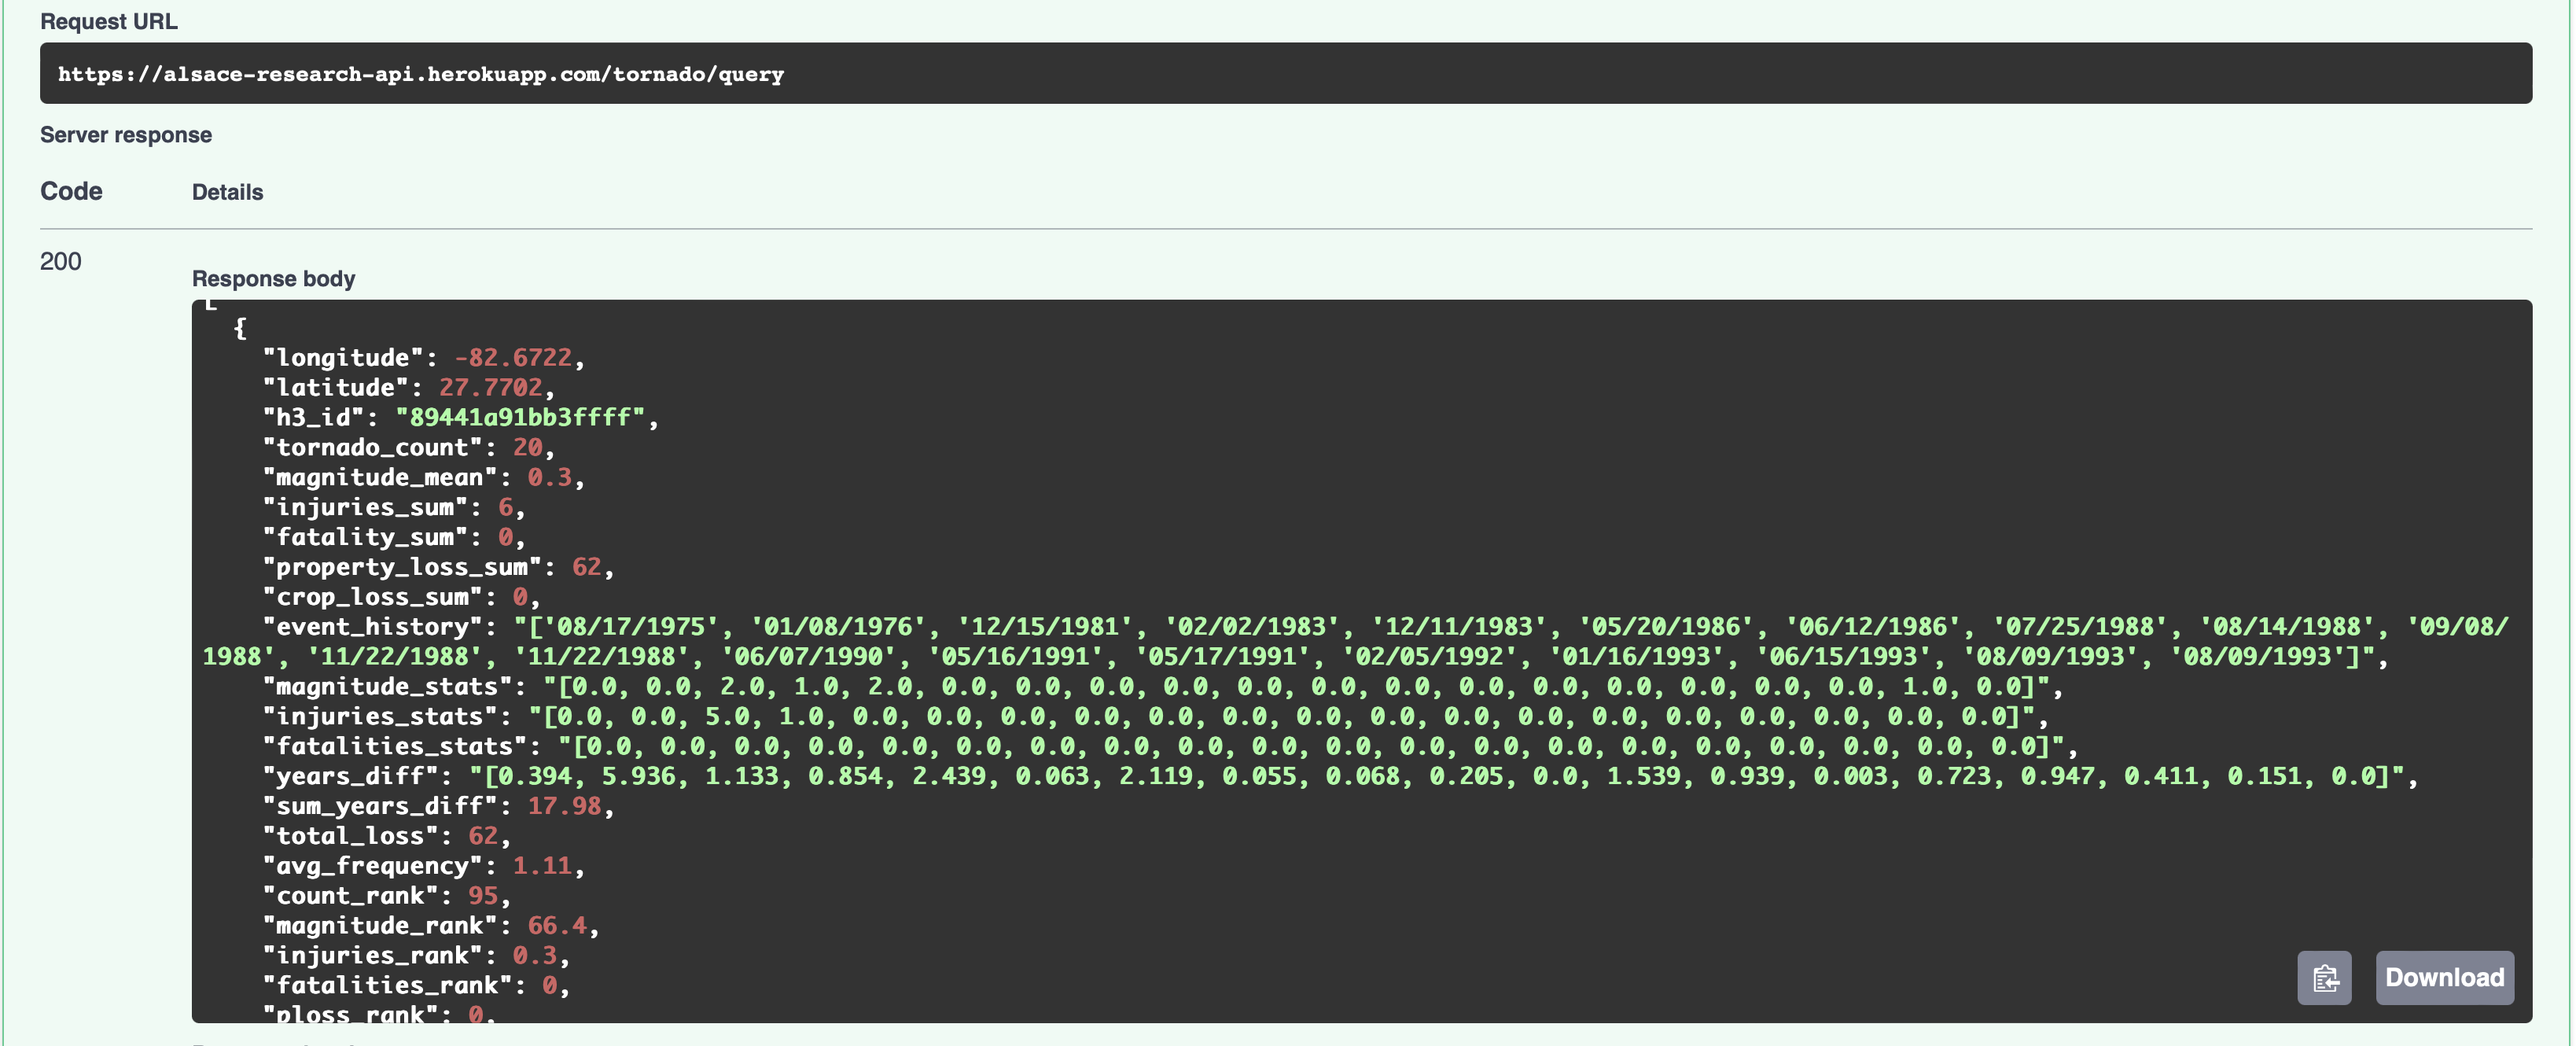 Request URL
https://alsace-research-api.herokuapp.com/tornado/query
Server response
Code Details
200
Response body
[
{
"longitude": -82.6722,
"latitude": 27.7702,
"h3_id": "89441a91bb3ffff",
"tornado_count": 20,
"magnitude_mean": 0.3,
"injuries_sum": 6,
"fatality_sum": 0,
"property_loss_sum": 62,
"crop_loss_sum": 0,
"event_history": "['08/17/1975', '01/08/1976', '12/15/1981', '02/02/1983', '12/11/1983', '05/20/1986', '06/12/1986', '07/25/1988', '08/14/1988', '09/08/
1988', '11/22/1988', '11/22/1988', '06/07/1990', '05/16/1991', '05/17/1991', '02/05/1992', '01/16/1993', '06/15/1993', '08/09/1993', '08/09/1993']",
"magnitude_stats": "[0.0, 0.0, 2.0, 1.0, 2.0, 0.0, 0.0, 0.0, 0.0, 0.0, 0.0, 0.0, 0.0, 0.0, 0.0, 0.0, 0.0, 0.0, 1.0, 0.0]",
"injuries_stats": "[0.0, 0.0, 5.0, 1.0, 0.0, 0.0, 0.0, 0.0, 0.0, 0.0, 0.0, 0.0, 0.0, 0.0, 0.0, 0.0, 0.0, 0.0, 0.0, 0.0]",
"fatalities_stats": "[0.0, 0.0, 0.0, 0.0, 0.0, 0.0, 0.0, 0.0, 0.0, 0.0, 0.0, 0.0, 0.0, 0.0, 0.0, 0.0, 0.0, 0.0, 0.0, 0.0]",
"years_diff": "[0.394, 5.936, 1.133, 0.854, 2.439, 0.063, 2.119, 0.055, 0.068, 0.205, 0.0, 1.539, 0.939, 0.003, 0.723, 0.947, 0.411, 0.151, 0.0]",
"sum_years_diff": 17.98,
"total_loss": 62,
"avg_frequency": 1.11,
"count_rank": 95,
"magnitude_rank": 66.4,
"injuries_rank": 0.3,
"fatalities_rank": 0,
"ploss_rank": 0,
Download